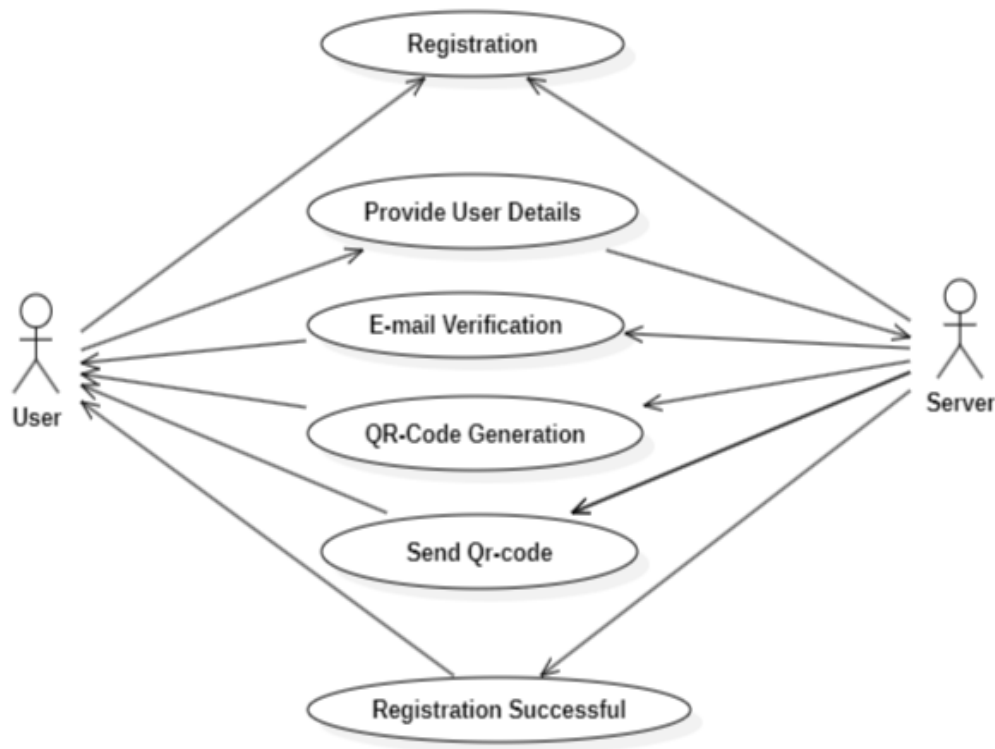 Registration
Provide User Details
E-mail Verification
User
Server
QR-Code Generation
Send Qr-code
Registration Successful